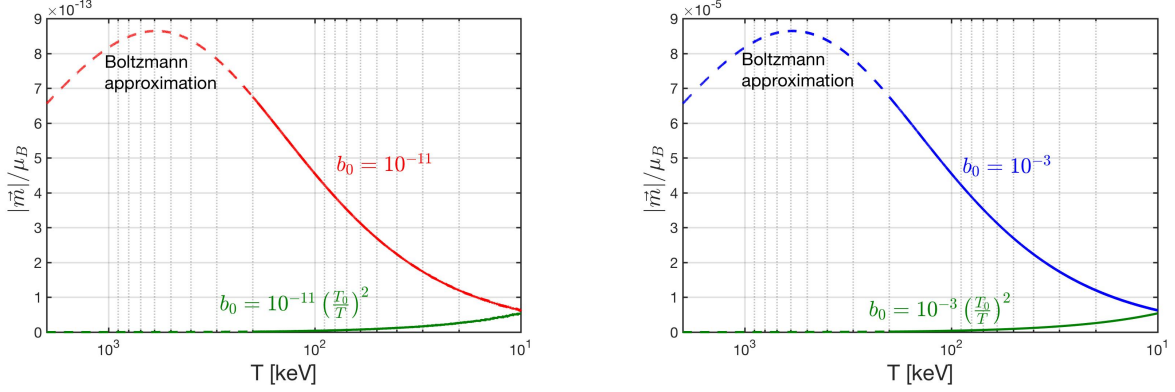 ×10⁻¹³
9
8
7
6
5
4
3
2
1
0
|m⃗|/μ_B
Boltzmann
approximation
b₀ = 10⁻¹¹
b₀ = 10⁻¹¹ (T₀/T)²
10³
10²
10¹
T [keV]
×10⁻⁵
9
8
7
6
5
4
3
2
1
0
|m⃗|/μ_B
Boltzmann
approximation
b₀ = 10⁻³
b₀ = 10⁻³ (T₀/T)²
10³
10²
10¹
T [keV]